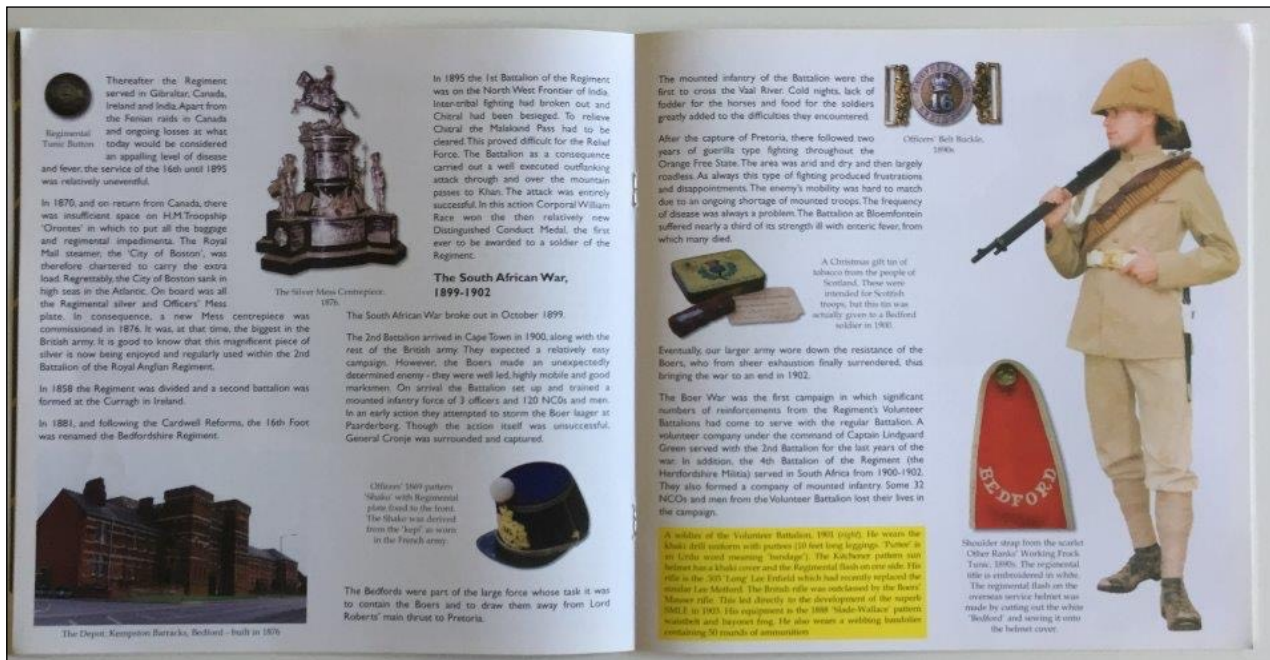 Thereafter the Regiment
served in Gibraltar, Canada,
Ireland and India. Apart from
the Fenian raids in Canada
and ongoing losses at what
today would be considered
an appalling level of disease
and fever, the service of the 16th until 1895
was relatively uneventful.
Regimental
Tunic Button
In 1870, and on return from Canada, there
was insufficient space on H.M.Troopship
'Orontes' in which to put all the baggage
and regimental impedimenta. The Royal
Mail steamer, the 'City of Boston', was
therefore chartered to carry the extra
load. Regrettably, the City of Boston sank in
high seas in the Atlantic. On board was all
the Regimental silver and Officers' Mess
plate. In consequence, a new Mess centrepiece was
commissioned in 1876. It was, at that time, the biggest in the
British army. It is good to know that this magnificent piece of
silver is now being enjoyed and regularly used within the 2nd
Battalion of the Royal Anglian Regiment.
In 1858 the Regiment was divided and a second battalion was
formed at the Curragh in Ireland.
In 1881, and following the Cardwell Reforms, the 16th Foot
was renamed the Bedfordshire Regiment.
The Depot: Kempston Barracks, Bedford - built in 1876
The Silver Mess Centrepiece,
1876.
In 1895 the 1st Battalion of the Regiment
was on the North West Frontier of India.
Inter-tribal fighting had broken out and
Chitral had been besieged. To relieve
Chitral the Malakand Pass had to be
cleared. This proved difficult for the Relief
Force. The Battalion as a consequence
carried out a well executed outflanking
attack through and over the mountain
passes to Khan. The attack was entirely
successful. In this action Corporal William
Race won the then relatively new
Distinguished Conduct Medal, the first
ever to be awarded to a soldier of the
Regiment.
The South African War,
1899-1902
The South African War broke out in October 1899.
The 2nd Battalion arrived in Cape Town in 1900, along with the
rest of the British army. They expected a relatively easy
campaign. However, the Boers made an unexpectedly
determined enemy - they were well led, highly mobile and good
marksmen. On arrival the Battalion set up and trained a
mounted infantry force of 3 officers and 120 NCOs and men.
In an early action they attempted to storm the Boer laager at
Paarderborg. Though the action itself was unsuccessful,
General Cronje was surrounded and captured.
Officers' 1869 pattern
'Shako' with Regimental
plate fixed to the front.
The Shako was derived
from the 'kepi' as worn
in the French army.
The Bedfords were part of the large force whose task it was
to contain the Boers and to draw them away from Lord
Roberts' main thrust to Pretoria.
The mounted infantry of the Battalion were the
first to cross the Vaal River. Cold nights, lack of
fodder for the horses and food for the soldiers
greatly added to the difficulties they encountered.
16
Officers' Belt Buckle,
1890s.
After the capture of Pretoria, there followed two
years of guerilla type fighting throughout the
Orange Free State. The area was arid and dry and then largely
roadless. As always this type of fighting produced frustrations
and disappointments. The enemy's mobility was hard to match
due to an ongoing shortage of mounted troops. The frequency
of disease was always a problem. The Battalion at Bloemfontein
suffered nearly a third of its strength ill with enteric fever, from
which many died.
A Christmas gift tin of
tobacco from the people of
Scotland. These were
intended for Scottish
troops, but this tin was
actually given to a Bedford
soldier in 1900.
Eventually, our larger army wore down the resistance of the
Boers, who from sheer exhaustion finally surrendered, thus
bringing the war to an end in 1902.
The Boer War was the first campaign in which significant
numbers of reinforcements from the Regiment's Volunteer
Battalions had come to serve with the regular Battalion. A
volunteer company under the command of Captain Lindguard
Green served with the 2nd Battalion for the last years of the
war. In addition, the 4th Battalion of the Regiment (the
Hertfordshire Militia) served in South Africa from 1900-1902.
They also formed a company of mounted infantry. Some 32
NCOs and men from the Volunteer Battalion lost their lives in
the campaign.
A soldier of the Volunteer Battalion, 1901 (right). He wears the
khaki drill uniform with puttees (10 feet long leggings. 'Puttee' is
an Urdu word meaning 'bandage'). The Kitchener pattern sun
helmet has a khaki cover and the Regimental flash on one side. His
rifle is the .303 'Long' Lee Enfield which had recently replaced the
similar Lee Metford. The British rifle was outclassed by the Boers'
Mauser rifle. This led directly to the development of the superb
SMLE in 1903. His equipment is the 1888 'Slade-Wallace' pattern
waistbelt and bayonet frog. He also wears a webbing bandolier
containing 50 rounds of ammunition
BEDFORD
Shoulder strap from the scarlet
Other Ranks' Working Frock
Tunic, 1890s. The regimental
title is embroidered in white.
The regimental flash on the
overseas service helmet was
made by cutting out the white
'Bedford' and sewing it onto
the helmet cover.